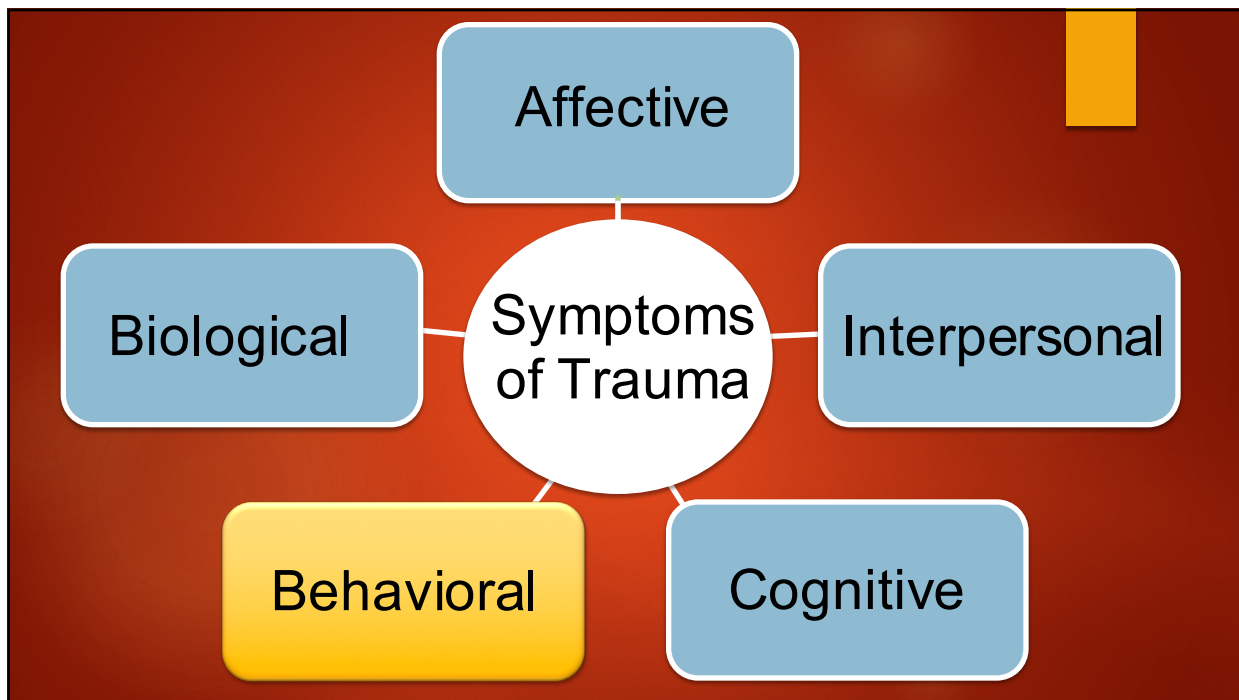 Affective
Biological
Symptoms
of Trauma
Interpersonal
Behavioral
Cognitive